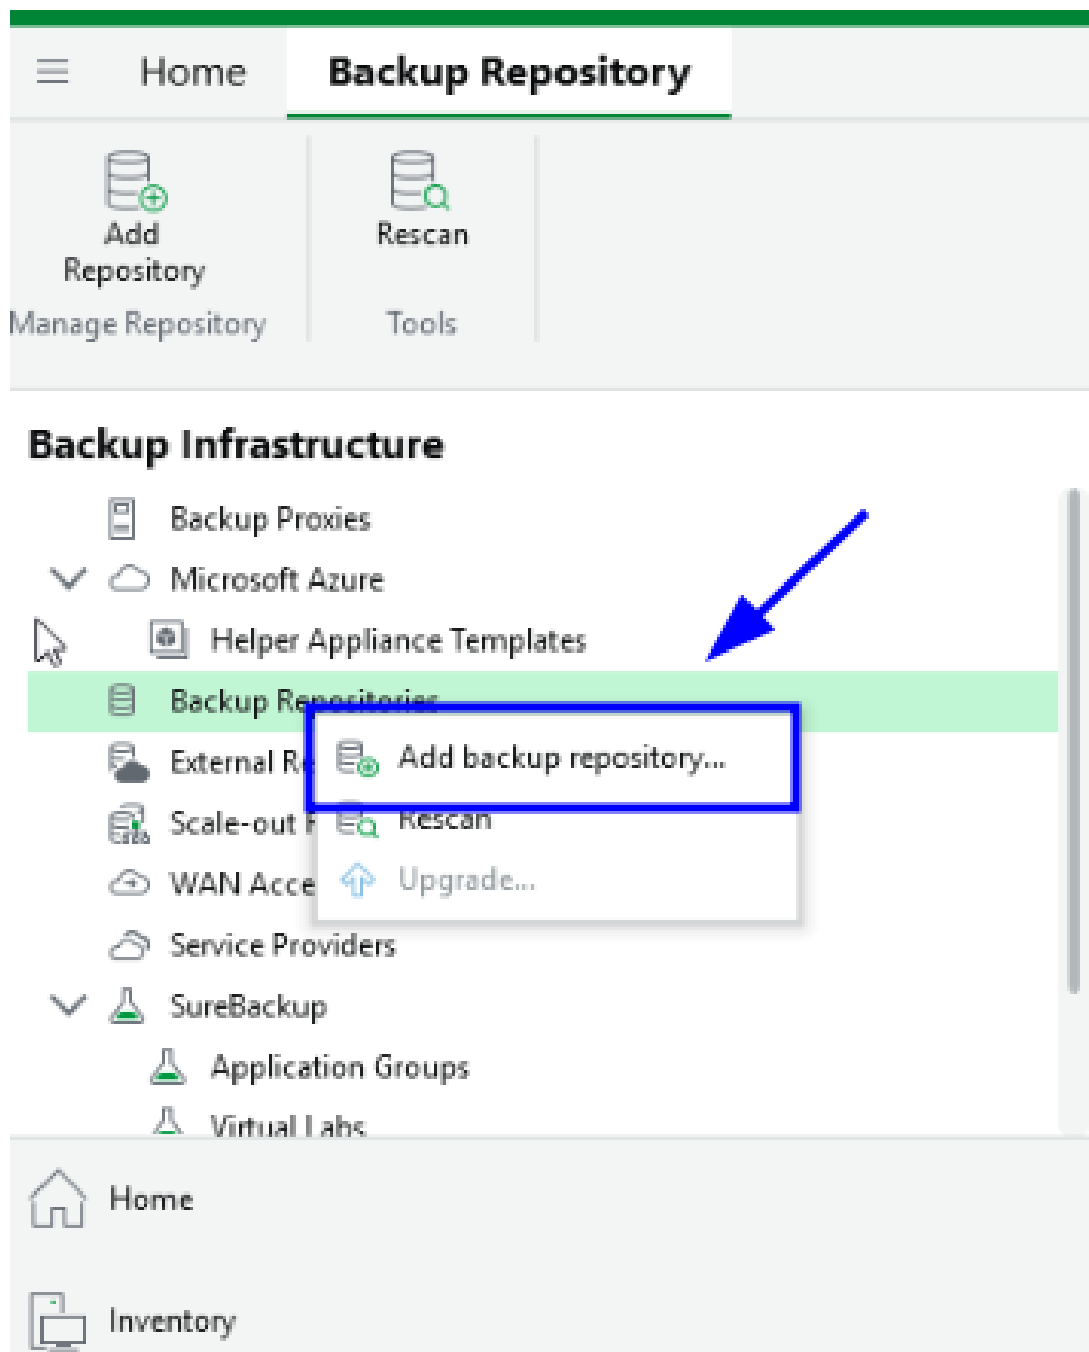 Home
Backup Repository
Add
Repository
Rescan
Manage Repository
Tools
Backup Infrastructure
Backup Proxies
Microsoft Azure
Helper Appliance Templates
Backup Repositories
External Re
Add backup repository...
Scale-out
Rescan
WAN Acce
Upgrade...
Service Providers
SureBackup
Application Groups
Virtual Labs
Home
Inventory